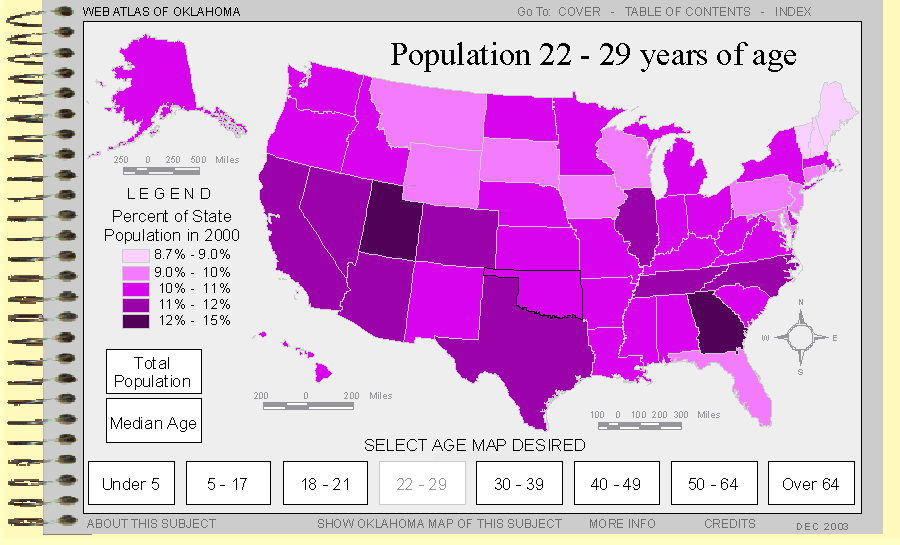 WEB ATLAS OF OKLAHOMA
Go To: COVER - TABLE OF CONTENTS - INDEX
Population 22 - 29 years of age
250 0 250 500 Miles
LEGEND
Percent of State
Population in 2000
8.7% - 9.0%
9.0% - 10%
10% - 11%
11% - 12%
12% - 15%
N
W E
S
Total
Population
Median Age
200 0 200 Miles
100 0 100 200 300 Miles
SELECT AGE MAP DESIRED
Under 5
5 - 17
18 - 21
22 - 29
30 - 39
40 - 49
50 - 64
Over 64
ABOUT THIS SUBJECT
SHOW OKLAHOMA MAP OF THIS SUBJECT
MORE INFO
CREDITS
DEC 2003